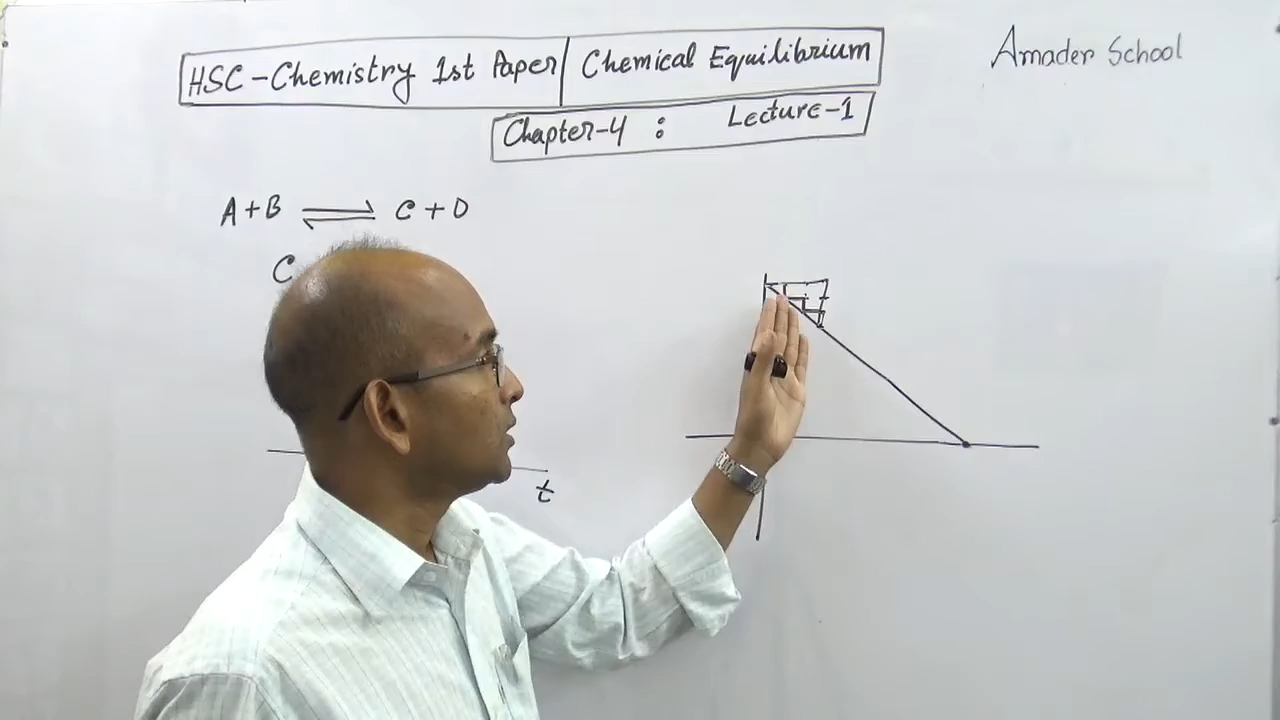 HSC-Chemistry 1st Paper | Chemical Equilibrium
Amader School
Chapter-4 : Lecture-1
A+B ⇌ C+D
C
t